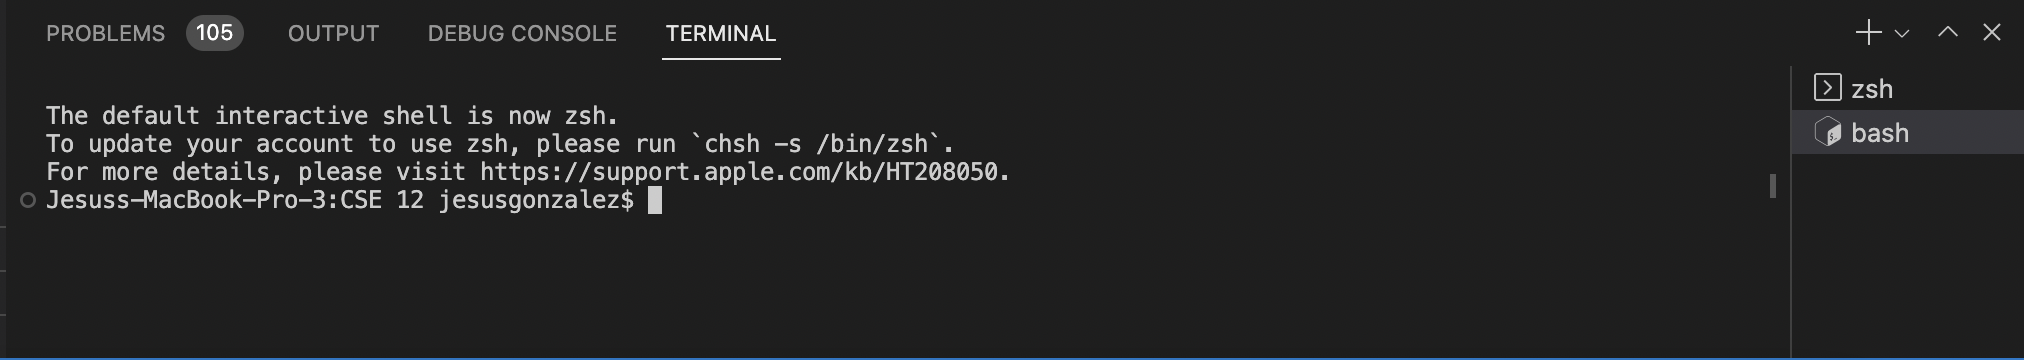 PROBLEMS 105 OUTPUT DEBUG CONSOLE TERMINAL
The default interactive shell is now zsh.
To update your account to use zsh, please run `chsh -s /bin/zsh`.
For more details, please visit https://support.apple.com/kb/HT208050.
Jesuss-MacBook-Pro-3:CSE 12 jesusgonzalez$
zsh
bash